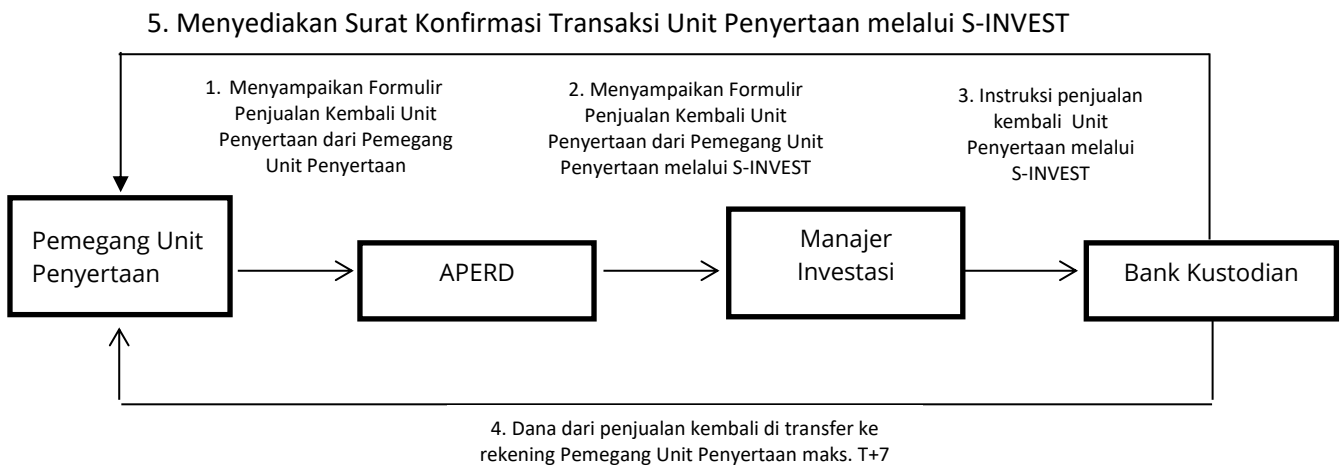 5. Menyediakan Surat Konfirmasi Transaksi Unit Penyertaan melalui S-INVEST
1. Menyampaikan Formulir
Penjualan Kembali Unit
Penyertaan dari Pemegang
Unit Penyertaan
2. Menyampaikan Formulir
Penjualan Kembali Unit
Penyertaan dari Pemegang Unit
Penyertaan melalui S-INVEST
3. Instruksi penjualan
kembali Unit
Penyertaan melalui
S-INVEST
Pemegang Unit
Penyertaan
APERD
Manajer
Investasi
Bank Kustodian
4. Dana dari penjualan kembali di transfer ke
rekening Pemegang Unit Penyertaan maks. T+7